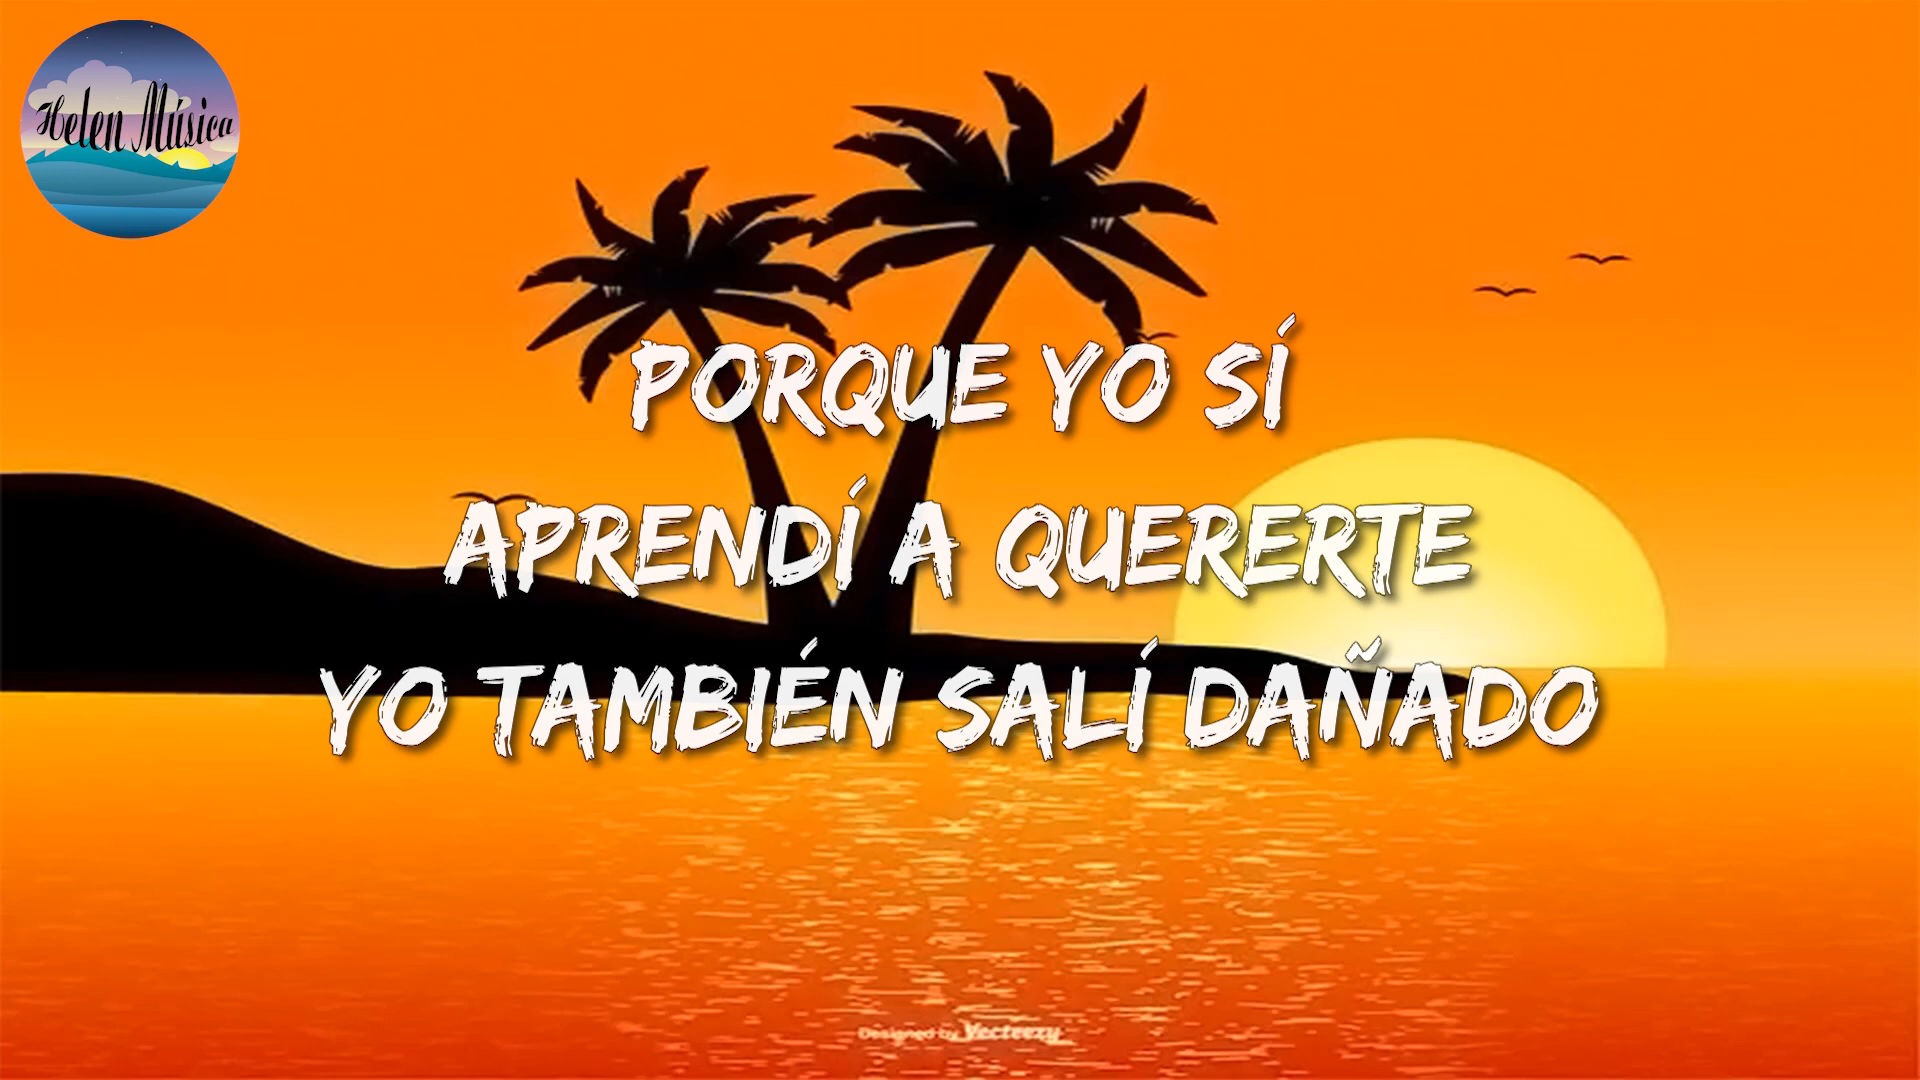 Helen Música
PORQUE YO SÍ
APRENDÍ A QUERERTE
YO TAMBIÉN SALÍ DAÑADO
Designed by Vecteezy